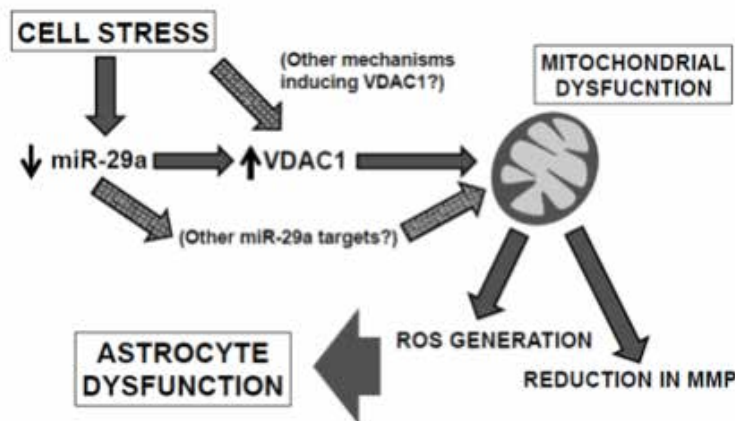 CELL STRESS
(Other mechanisms
inducing VDAC1?)
MITOCHONDRIAL
DYSFUCNTION
miR-29a
VDAC1
(Other miR-29a targets?)
ROS GENERATION
REDUCTION IN MMP
ASTROCYTE
DYSFUNCTION